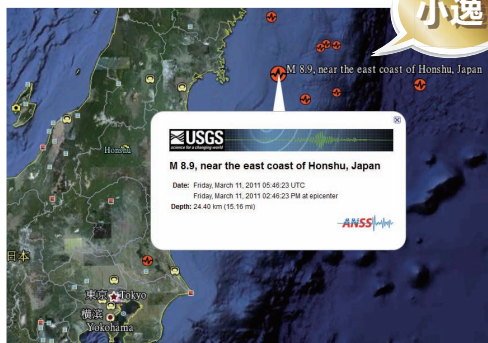 小逸
M 8.9, near the east coast of Honshu, Japan
Honshu
USGS
science for a changing world
M 8.9, near the east coast of Honshu, Japan
Date: Friday, March 11, 2011 05:46:23 UTC
Friday, March 11, 2011 02:46:23 PM at epicenter
Depth: 24.40 km (15.16 mi)
ANSS
日本
東京 Tokyo
横浜
Yokohama